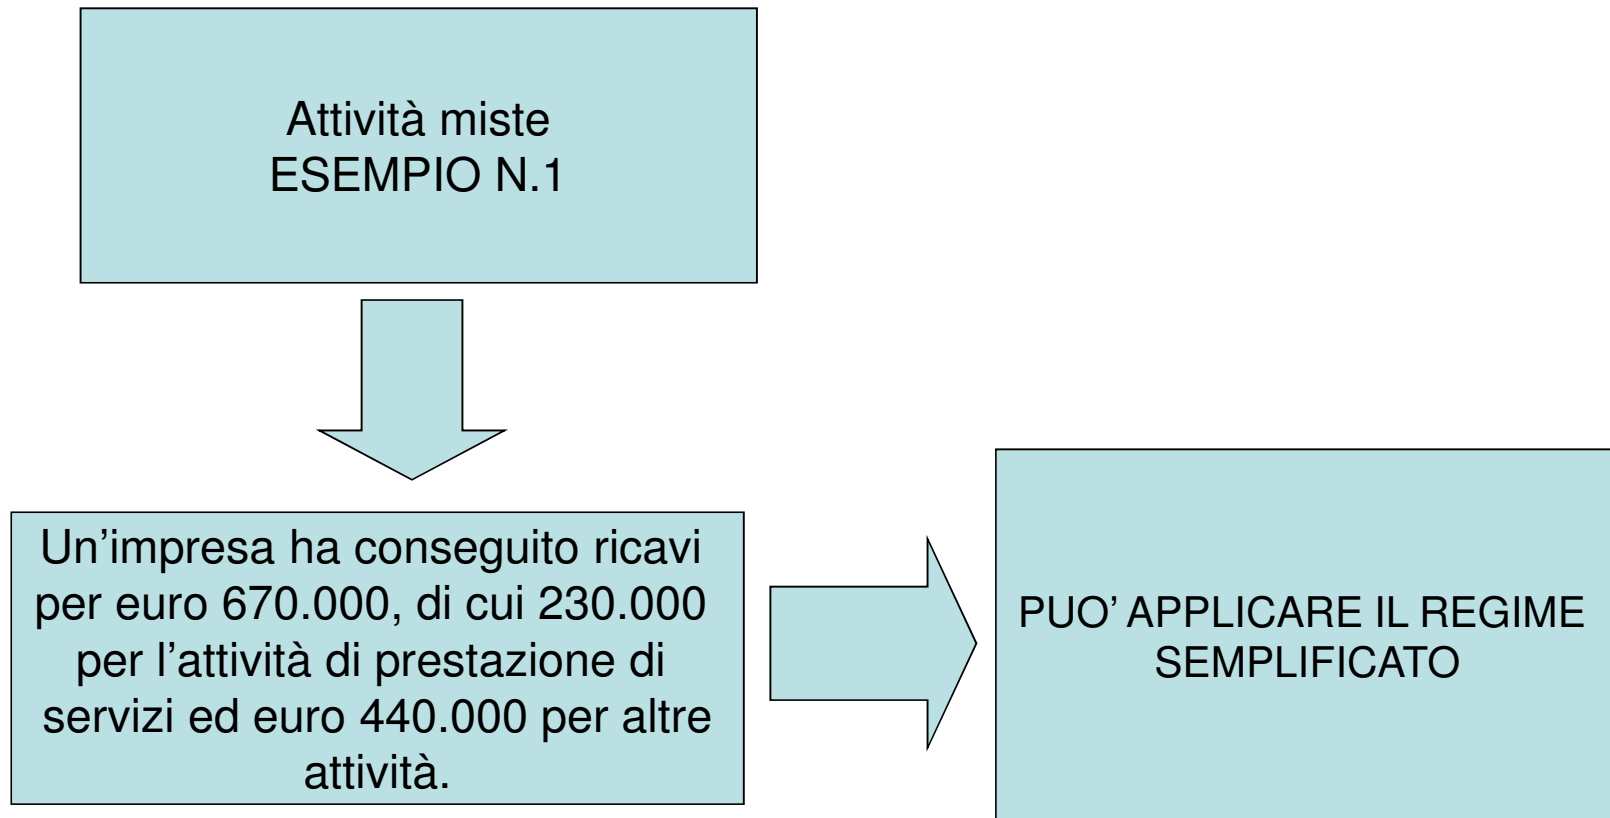 Attività miste
ESEMPIO N.1
Un’impresa ha conseguito ricavi
per euro 670.000, di cui 230.000
per l’attività di prestazione di
servizi ed euro 440.000 per altre
attività.
PUO’ APPLICARE IL REGIME
SEMPLIFICATO